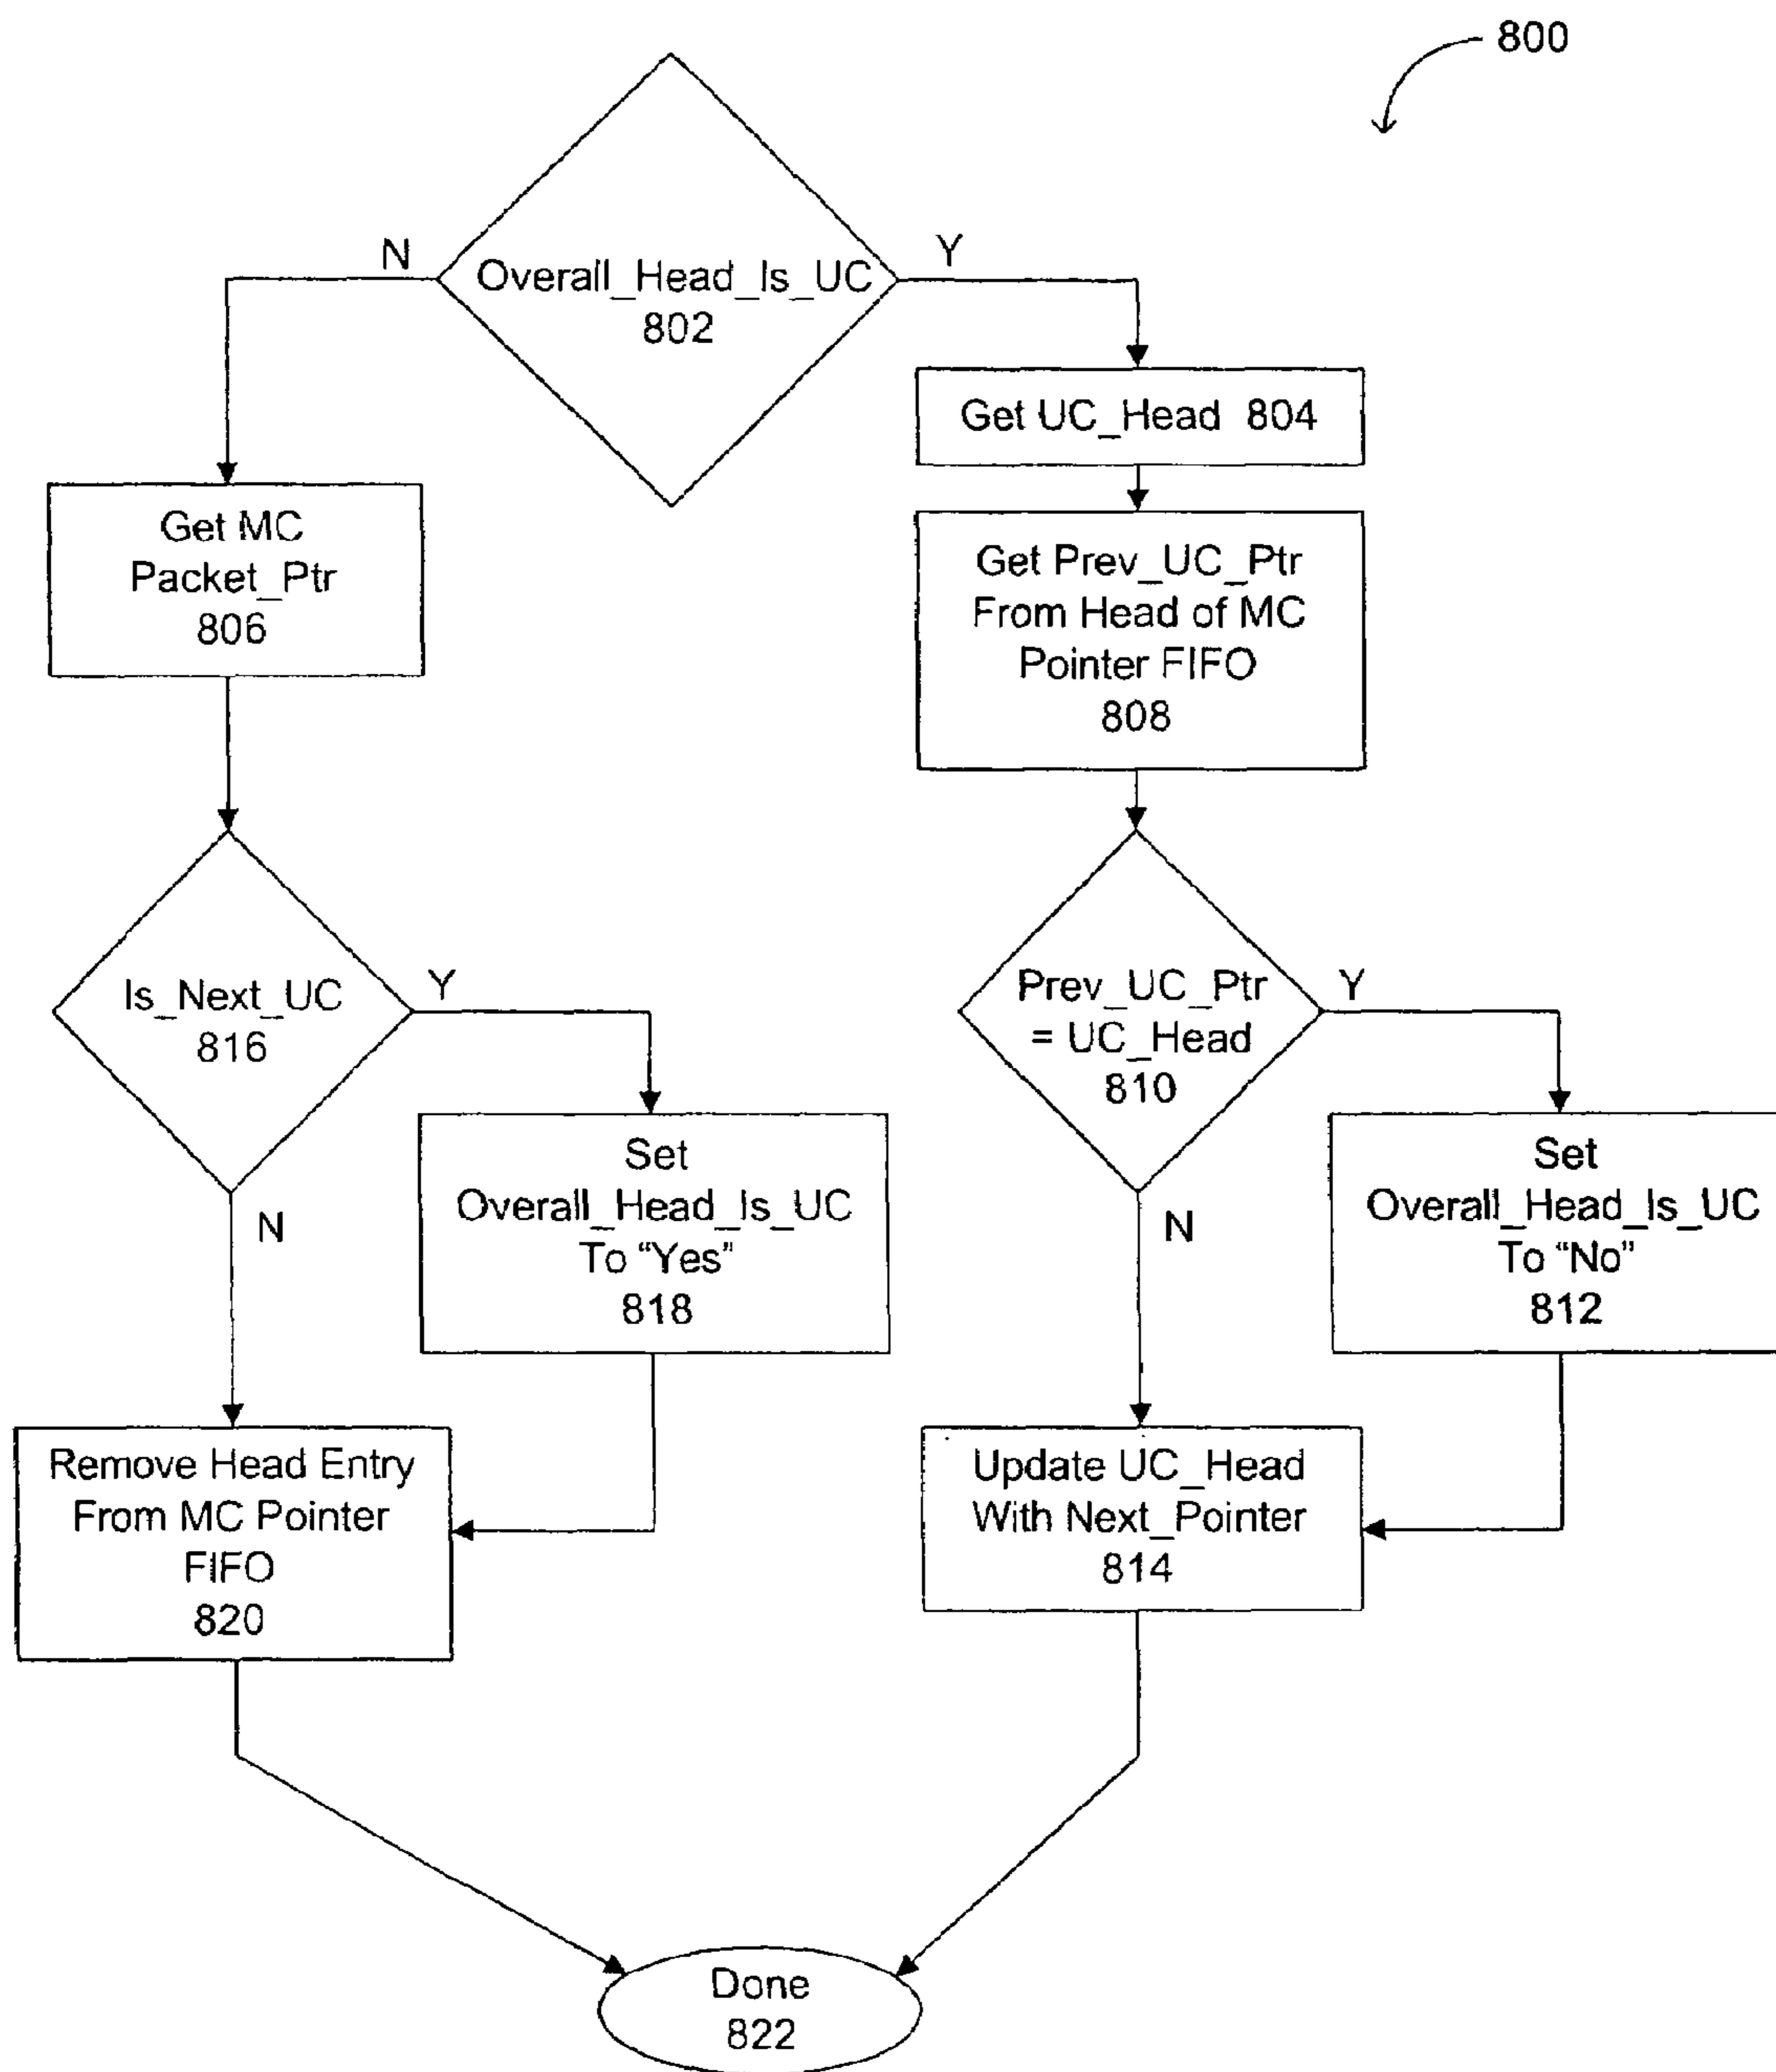 800
N
Y
Overall_Head_Is_UC
802
Get UC_Head 804
Get MC
Packet_Ptr
806
Get Prev_UC_Ptr
From Head of MC
Pointer FIFO
808
Is_Next_UC
816
Y
N
Prev_UC_Ptr
= UC_Head
810
Y
N
Set
Overall_Head_Is_UC
To “Yes”
818
Set
Overall_Head_Is_UC
To “No”
812
Remove Head Entry
From MC Pointer
FIFO
820
Update UC_Head
With Next_Pointer
814
Done
822